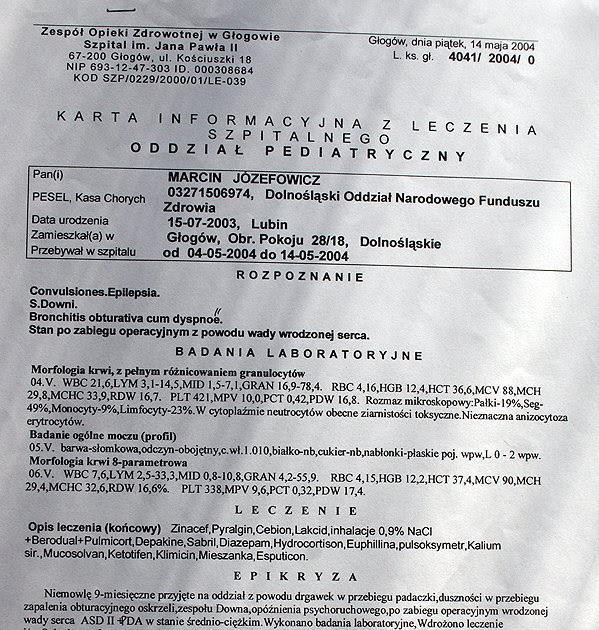 Zespół Opieki Zdrowotnej w Głogowie
Szpital im. Jana Pawła II
67-200 Głogów, ul. Kościuszki 18
NIP 693-12-47-303 ID. 000308684
KOD SZP/0229/2000/01/LE-039
Głogów, dnia piątek, 14 maja 2004
L. ks. gł. 4041/ 2004/ 0
KARTA INFORMACYJNA Z LECZENIA
SZPITALNEGO
ODDZIAŁ PEDIATRYCZNY
Pan(i) MARCIN JÓZEFOWICZ
PESEL, Kasa Chorych 03271506974, Dolnośląski Oddział Narodowego Funduszu
Zdrowia
Data urodzenia 15-07-2003, Lubin
Zamieszkał(a) w Głogów, Obr. Pokoju 28/18, Dolnośląskie
Przebywał w szpitalu od 04-05-2004 do 14-05-2004
ROZPOZNANIE
Convulsiones.Epilepsia.
S.Downi.
Bronchitis obturativa cum dyspnoë.
Stan po zabiegu operacyjnym z powodu wady wrodzonej serca.
BADANIA LABORATORYJNE
Morfologia krwi, z pełnym różnicowaniem granulocytów
04.V. WBC 21,6,LYM 3,1-14,5,MID 1,5-7,1,GRAN 16,9-78,4. RBC 4,16,HGB 12,4,HCT 36,6,MCV 88,MCH
29,8,MCHC 33,9,RDW 16,7. PLT 421,MPV 10,0,PCT 0,42,PDW 16,8. Rozmaz mikroskopowy:Pałki-19%,Seg-
49%,Monocyty-9%,Limfocyty-23%.W cytoplaźmie neutrocytów obecne ziarnistości toksyczne.Nieznaczna anizocytoza
erytrocytów.
Badanie ogólne moczu (profil)
05.V. barwa-słomkowa,odczyn-obojętny,c.wł.1.010,białko-nb,cukier-nb,nabłonki-płaskie poj. wpw,L 0 - 2 wpw.
Morfologia krwi 8-parametrowa
06.V. WBC 7,6,LYM 2,5-33,3,MID 0,8-10,8,GRAN 4,2-55,9. RBC 4,15,HGB 12,2,HCT 37,4,MCV 90,MCH
29,4,MCHC 32,6,RDW 16,6%. PLT 338,MPV 9,6,PCT 0,32,PDW 17,4.
LECZENIE
Opis leczenia (końcowy) Zinacef,Pyralgin,Cebion,Lakcid,inhalacje 0,9% NaCl
+Berodual+Pulmicort,Depakine,Sabril,Diazepam,Hydrocortison,Euphillina,pulsoksymetr,Kalium
sir.,Mucosolvan,Ketotifen,Klimicin,Mieszanka,Esputicon.
EPIKRYZA
Niemowlę 9-miesięczne przyjęte na oddział z powodu drgawek w przebiegu padaczki,duszności w przebiegu
zapalenia obturacyjnego oskrzeli,zespołu Downa,opóźnienia psychoruchowego,po zabiegu operacyjnym wrodzonej
wady serca ASD II +PDA w stanie średnio-ciężkim.Wykonano badania laboratoryjne,Wdrożono leczenie